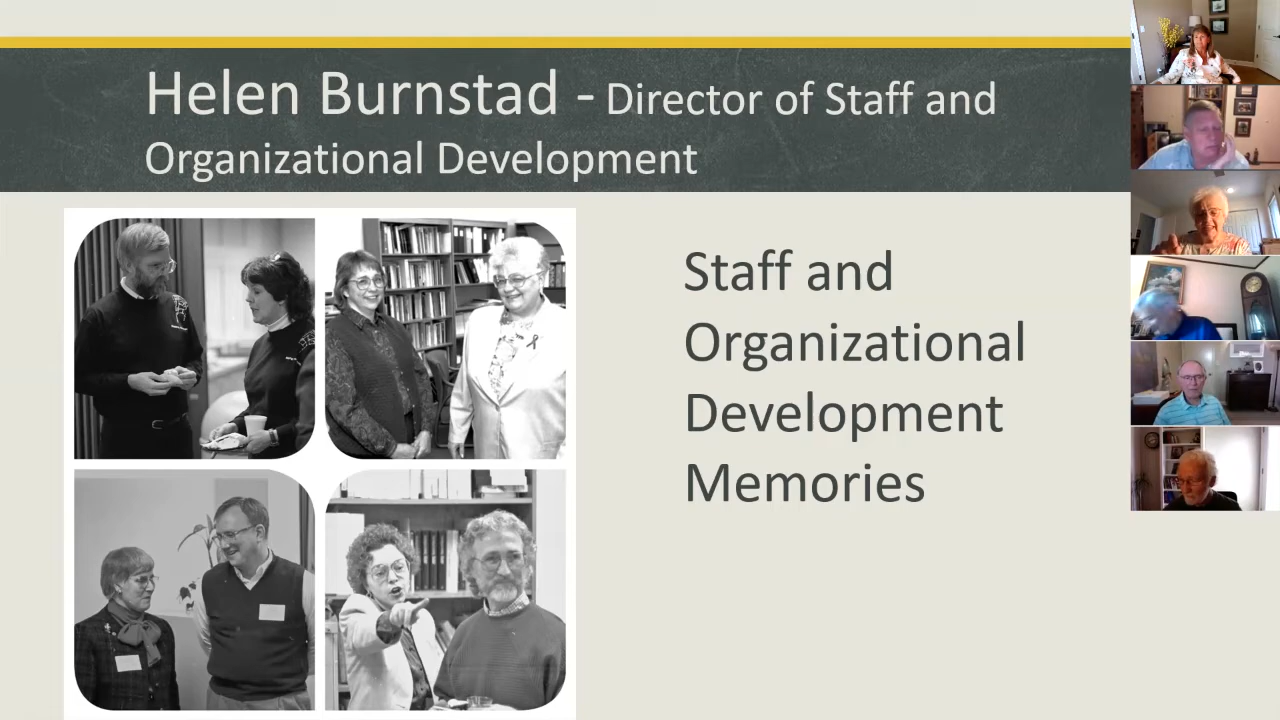 Helen Burnstad - Director of Staff and
Organizational Development
Staff and
Organizational
Development
Memories